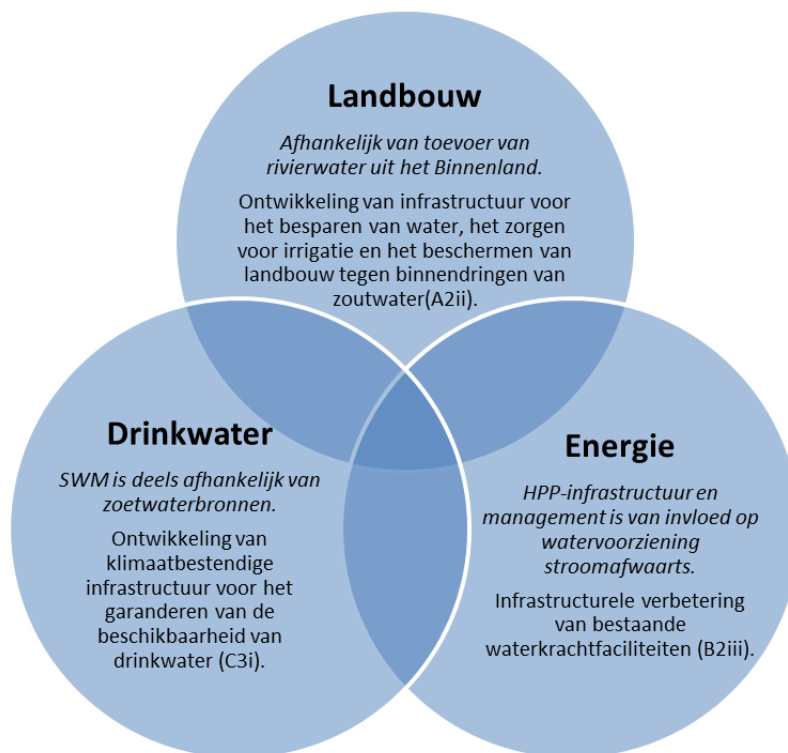 Landbouw
Afhankelijk van toevoer van
rivierwater uit het Binnenland.
Ontwikkeling van infrastructuur voor
het besparen van water, het zorgen
voor irrigatie en het beschermen van
landbouw tegen binnendringen van
zoutwater(A2ii).
Drinkwater
SWM is deels afhankelijk van
zoetwaterbronnen.
Ontwikkeling van
klimaatbestendige
infrastructuur voor het
garanderen van de
beschikbaarheid van
drinkwater (C3i).
Energie
HPP-infrastructuur en
management is van invloed op
watervoorziening
stroomafwaarts.
Infrastructurele verbetering
van bestaande
waterkrachtfaciliteiten (B2iii).